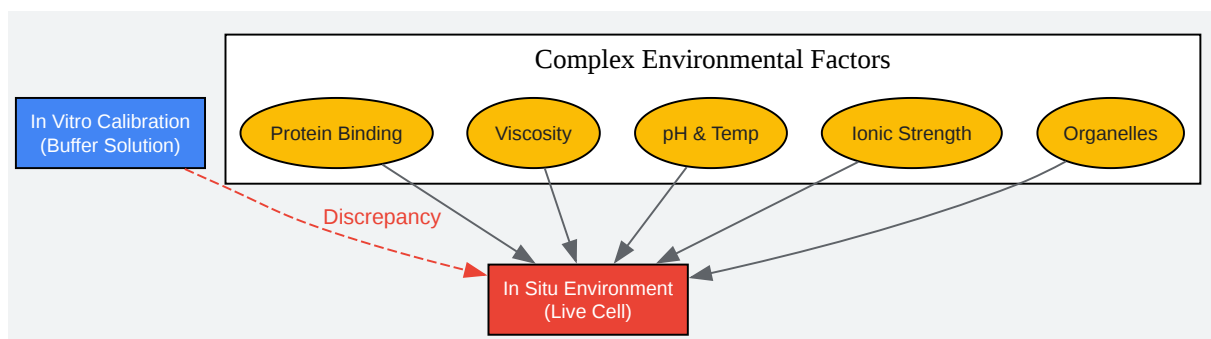 Complex Environmental Factors
In Vitro Calibration
(Buffer Solution)
Protein Binding
Viscosity
pH & Temp
Ionic Strength
Organelles
Discrepancy
In Situ Environment
(Live Cell)